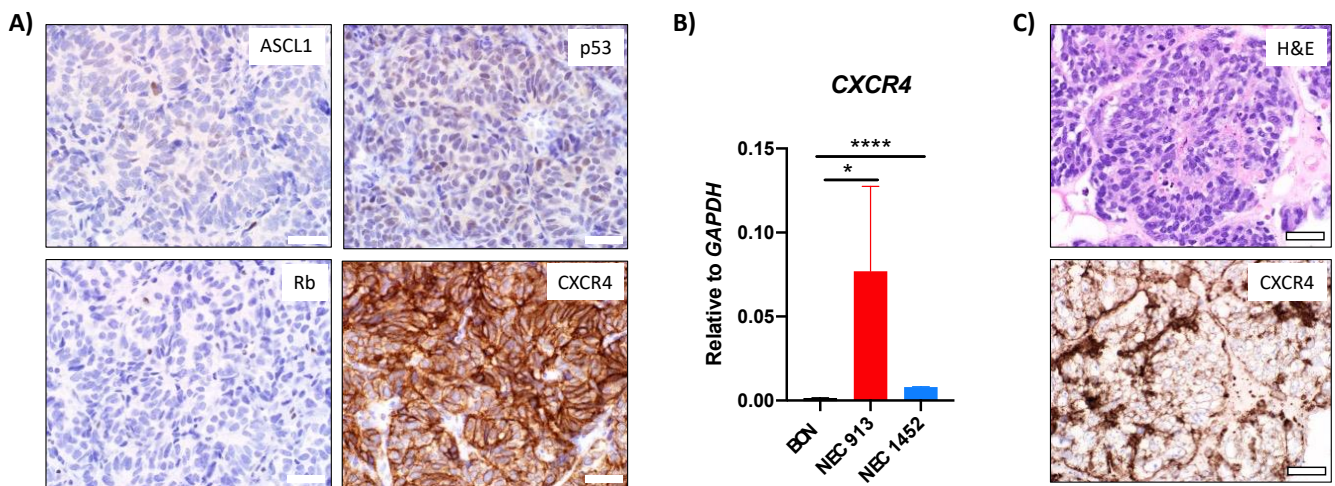 A)
ASCL1
p53
Rb
CXCR4
B)
CXCR4
****
*
0.15
0.10
0.05
0.00
Relative to GAPDH
BON
NEC 913
NEC 1452
C)
H&E
CXCR4